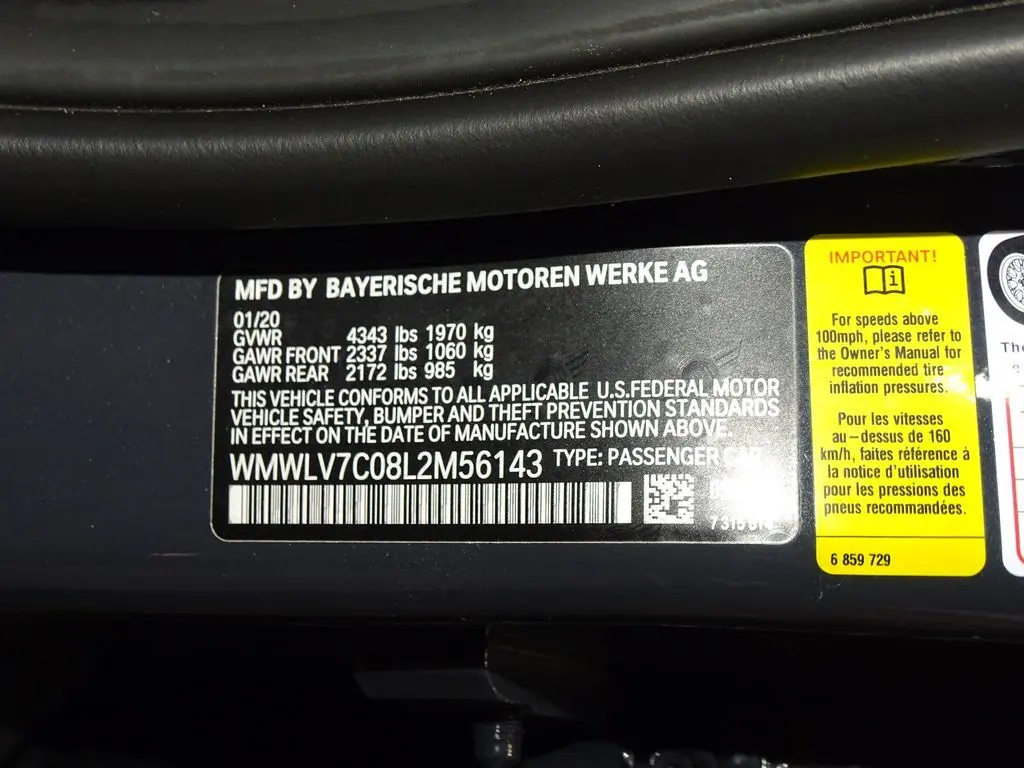 MFD BY BAYERISCHE MOTOREN WERKE AG
01/20
GVWR 4343 lbs 1970 kg
GAWR FRONT 2337 lbs 1060 kg
GAWR REAR 2172 lbs 985 kg
THIS VEHICLE CONFORMS TO ALL APPLICABLE U.S.FEDERAL MOTOR
VEHICLE SAFETY, BUMPER AND THEFT PREVENTION STANDARDS
IN EFFECT ON THE DATE OF MANUFACTURE SHOWN ABOVE.
WMWLV7C08L2M56143 TYPE: PASSENGER CAR
IMPORTANT!
For speeds above
100mph, please refer to
the Owner's Manual for
recommended tire
inflation pressures.
Pour les vitesses
au-dessus de 160
km/h, faites référence à
la notice d'utilisation
pour les pressions des
pneus recommandées.
6 859 729